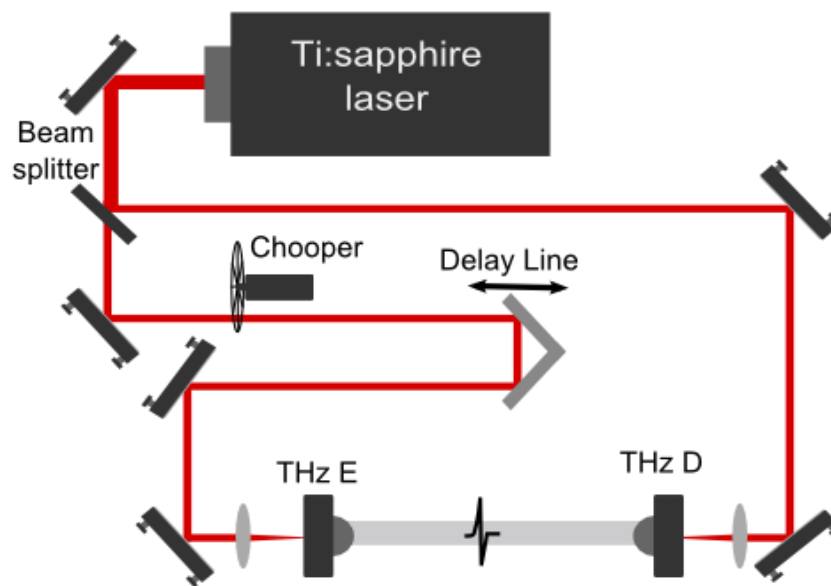 Ti:sapphire
laser
Beam
splitter
Chooper
Delay Line
THz E
THz D